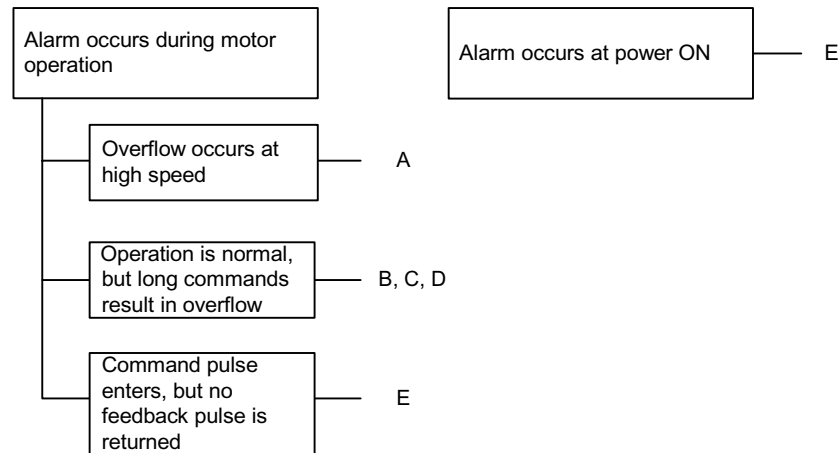 Alarm occurs during motor
operation
Alarm occurs at power ON
E
Overflow occurs at
high speed
A
Operation is normal,
but long commands
result in overflow
B, C, D
Command pulse
enters, but no
feedback pulse is
returned
E